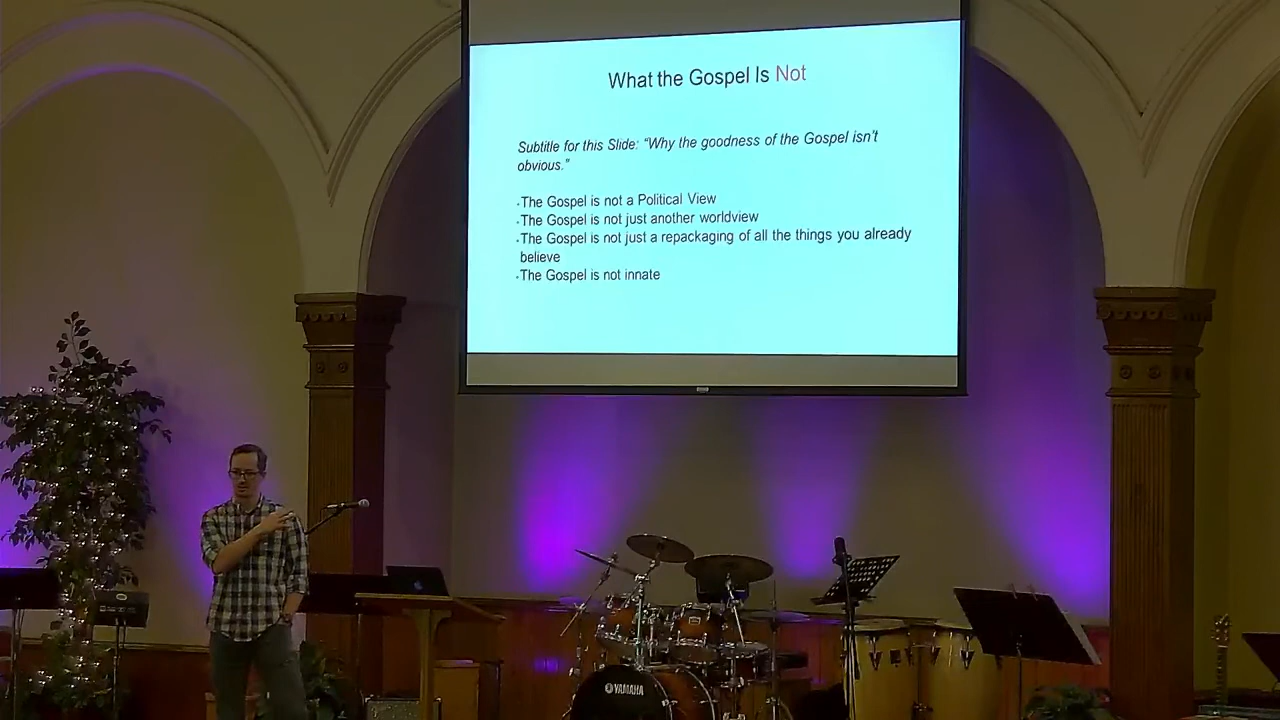 What the Gospel Is Not
Subtitle for this Slide: “Why the goodness of the Gospel isn’t
obvious.”
·The Gospel is not a Political View
·The Gospel is not just another worldview
·The Gospel is not just a repackaging of all the things you already
believe
·The Gospel is not innate
YAMAHA